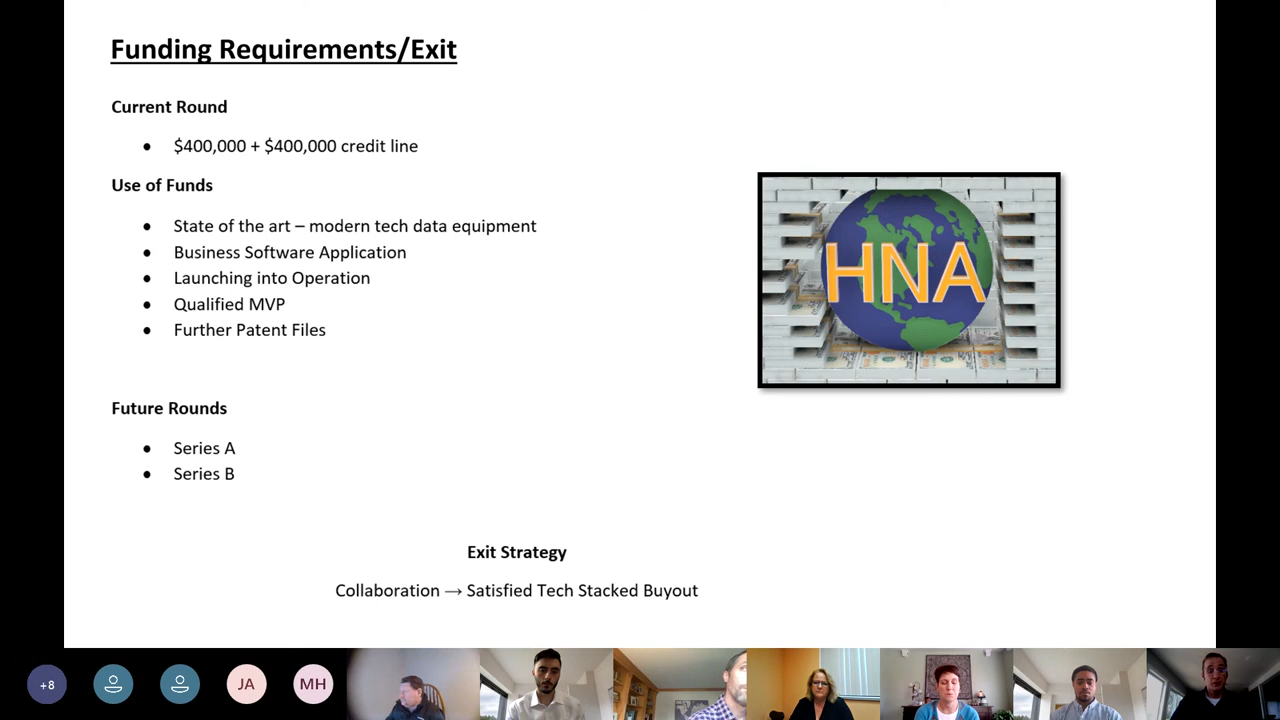 Funding Requirements/Exit
Current Round
• $400,000 + $400,000 credit line
Use of Funds
• State of the art – modern tech data equipment
• Business Software Application
• Launching into Operation
• Qualified MVP
• Further Patent Files
HNA
Future Rounds
• Series A
• Series B
Exit Strategy
Collaboration → Satisfied Tech Stacked Buyout
+8
JA
MH